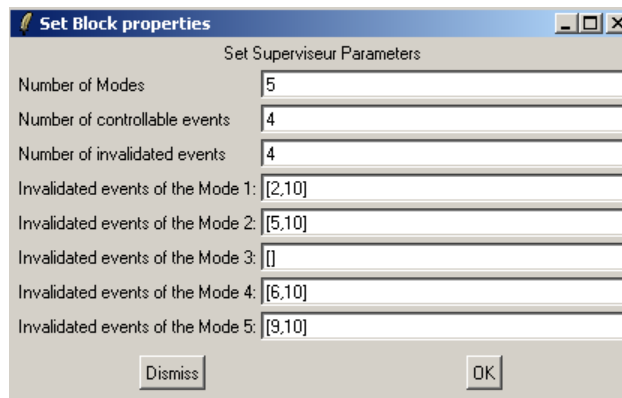 Set Block properties
Set Superviseur Parameters
Number of Modes 5
Number of controllable events 4
Number of invalidated events 4
Invalidated events of the Mode 1: [2,10]
Invalidated events of the Mode 2: [5,10]
Invalidated events of the Mode 3: []
Invalidated events of the Mode 4: [6,10]
Invalidated events of the Mode 5: [9,10]
Dismiss OK